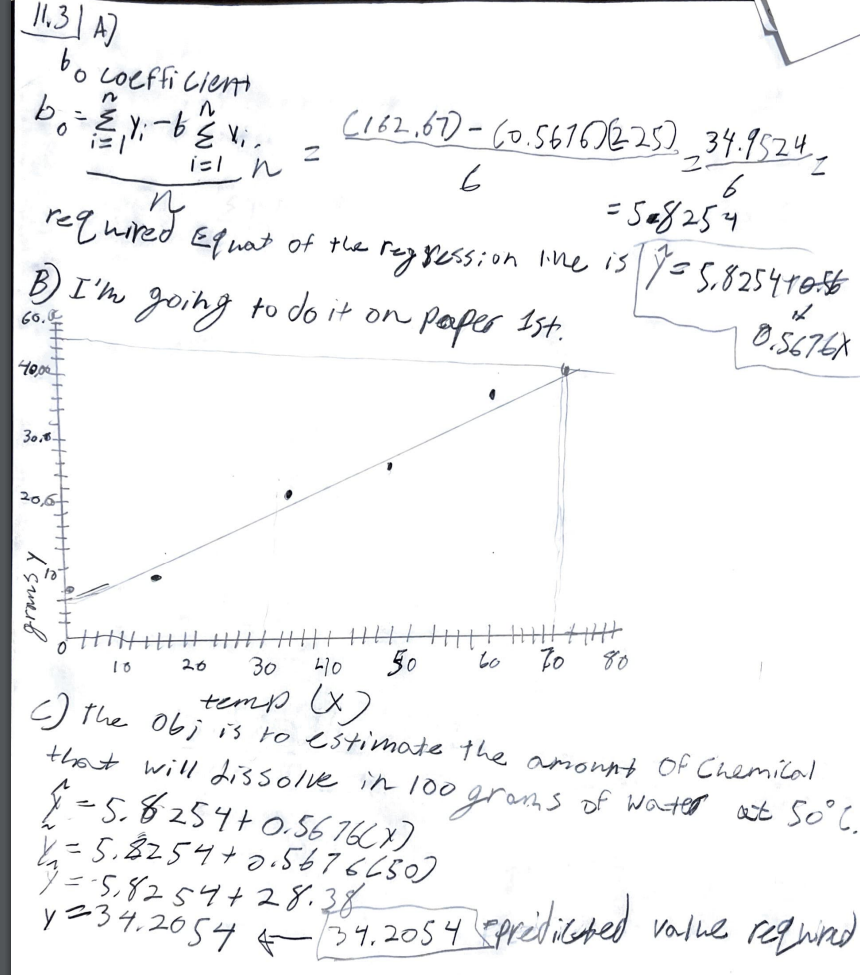 11.3 | A)
b₀ coefficient
b₀ = n Σ i=1 yᵢ - b n Σ i=1 xᵢ / n = (162.67) - (0.5676)(225) / 6 = 34.9524 / 6 =
= 5.8254
required Equat of the regression line is ŷ = 5.8254 +
0.5676x
B) I'm going to do it on paper 1st.
60.0
40.00
30.0
20.0
10
0
grams y
10 20 30 40 50 60 70 80
temp (x)
C) The obj is to estimate the amount of chemical
that will dissolve in 100 grams of water at 50°C.
ŷ = 5.8254 + 0.5676(x)
ŷ = 5.8254 + 0.5676(50)
y = 5.8254 + 28.38
y = 34.2054 ← 34.2054 = predicited value required